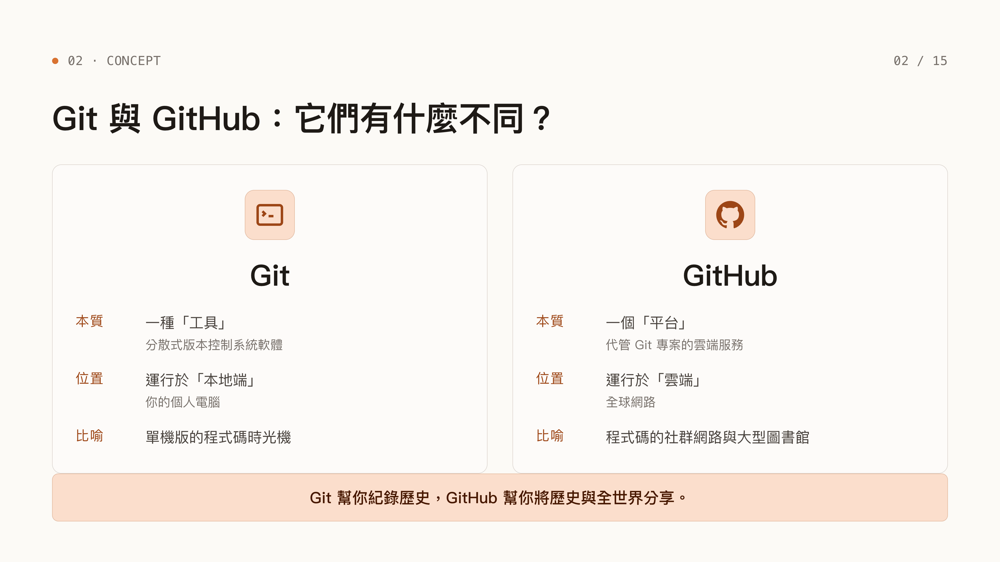 02 · CONCEPT
02 / 15
Git 與 GitHub：它們有什麼不同？
Git
本質
一種「工具」
分散式版本控制系統軟體
位置
運行於「本地端」
你的個人電腦
比喻
單機版的程式碼時光機
GitHub
本質
一個「平台」
代管 Git 專案的雲端服務
位置
運行於「雲端」
全球網路
比喻
程式碼的社群網路與大型圖書館
Git 幫你紀錄歷史，GitHub 幫你將歷史與全世界分享。